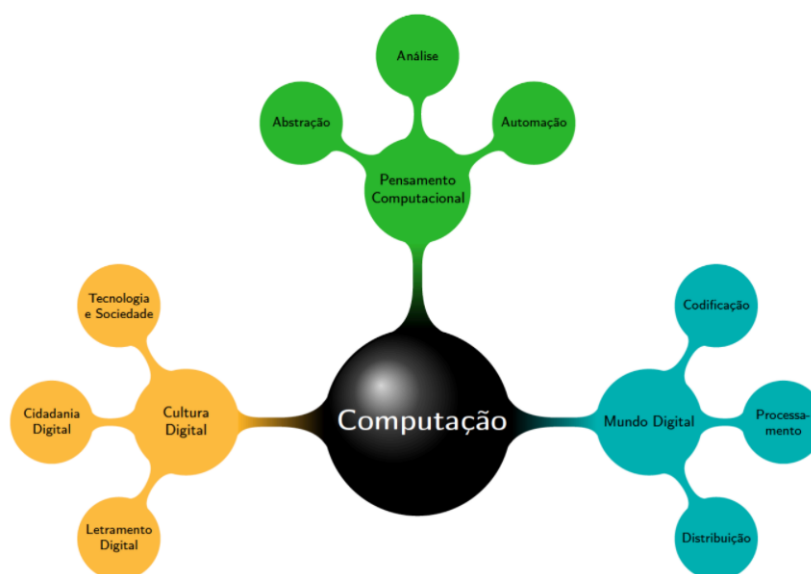 Análise
Abstração
Automação
Pensamento
Computacional
Tecnologia
e Sociedade
Cidadania
Digital
Letramento
Digital
Cultura
Digital
Computação
Mundo Digital
Codificação
Processa-
mento
Distribuição